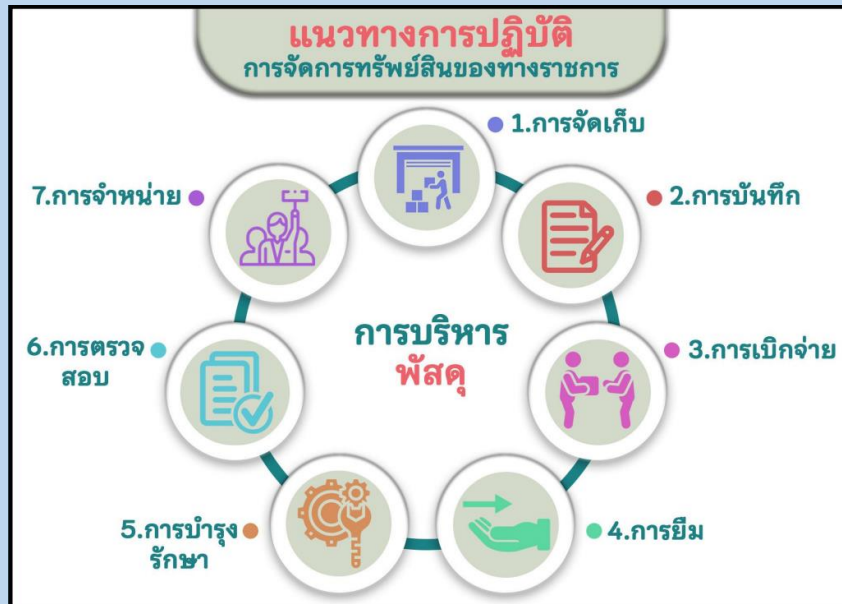 แนวทางการปฏิบัติ
การจัดการทรัพย์สินของทางราชการ
1.การจัดเก็บ
2.การบันทึก
3.การเบิกจ่าย
4.การยืม
5.การบำรุง
รักษา
6.การตรวจ
สอบ
7.การจำหน่าย
การบริหาร
พัสดุ